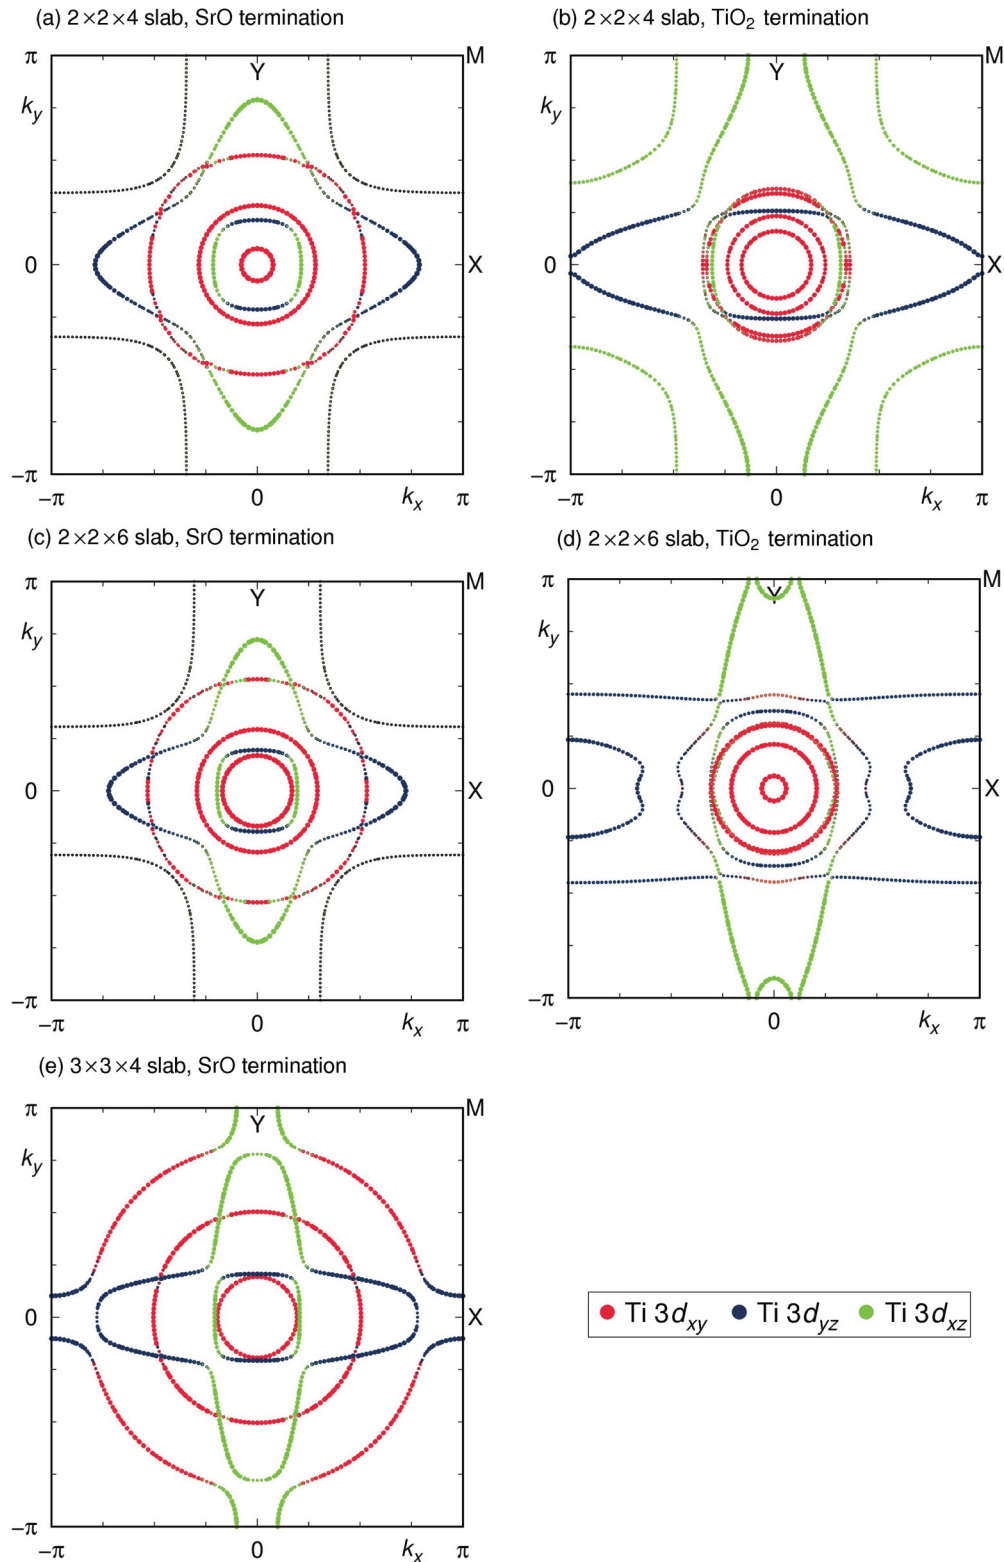 (a) 2×2×4 slab, SrO termination
(b) 2×2×4 slab, TiO₂ termination
π
Y
M
k_y
0
X
−π
−π
0
k_x
π
π
Y
M
k_y
0
X
−π
−π
0
k_x
π
(c) 2×2×6 slab, SrO termination
(d) 2×2×6 slab, TiO₂ termination
π
Y
M
k_y
0
X
−π
−π
0
k_x
π
π
Y
M
k_y
0
X
−π
−π
0
k_x
π
(e) 3×3×4 slab, SrO termination
π
Y
M
k_y
0
X
−π
−π
0
k_x
π
Ti 3d_xy Ti 3d_yz Ti 3d_xz